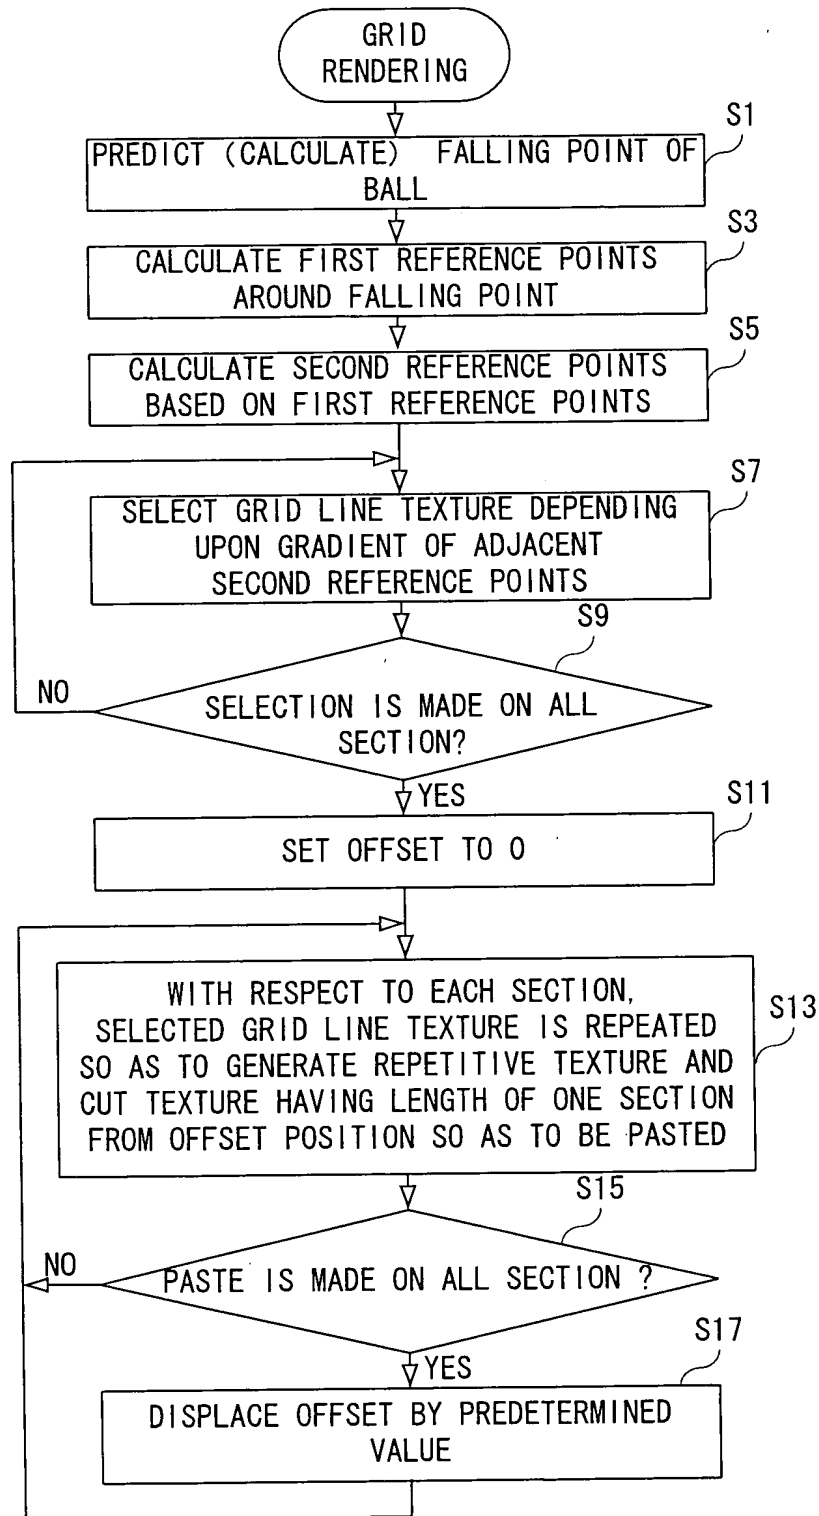 GRID
RENDERING
S1
PREDICT (CALCULATE) FALLING POINT OF
BALL
S3
CALCULATE FIRST REFERENCE POINTS
AROUND FALLING POINT
S5
CALCULATE SECOND REFERENCE POINTS
BASED ON FIRST REFERENCE POINTS
S7
SELECT GRID LINE TEXTURE DEPENDING
UPON GRADIENT OF ADJACENT
SECOND REFERENCE POINTS
S9
NO
SELECTION IS MADE ON ALL
SECTION?
YES
S11
SET OFFSET TO 0
WITH RESPECT TO EACH SECTION,
S13
SELECTED GRID LINE TEXTURE IS REPEATED
SO AS TO GENERATE REPETITIVE TEXTURE AND
CUT TEXTURE HAVING LENGTH OF ONE SECTION
FROM OFFSET POSITION SO AS TO BE PASTED
S15
NO
PASTE IS MADE ON ALL SECTION ?
YES
S17
DISPLACE OFFSET BY PREDETERMINED
VALUE